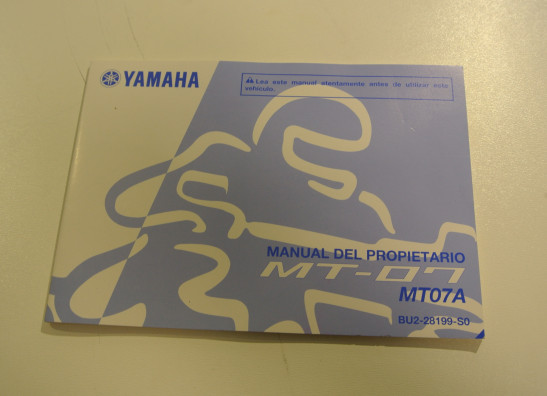 YAMAHA
Lea este manual atentamente antes de utilizar este
vehículo.
MANUAL DEL PROPIETARIO
MT-07
MT07A
BU2-28199-S0